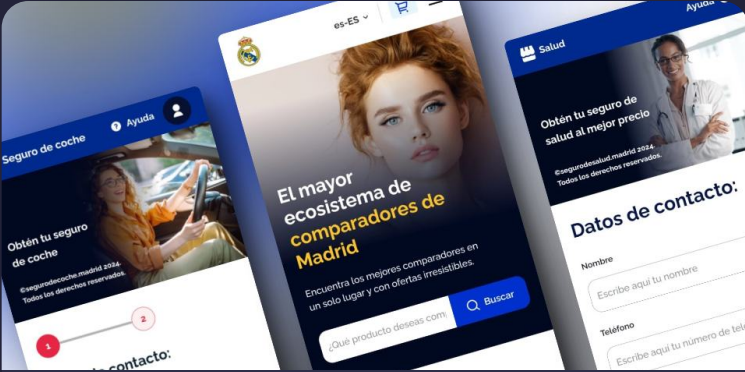 Seguro de coche
Ayuda
Obtén tu seguro
de coche
©segurodecoche.madrid 2024.
Todos los derechos reservados.
1
2
contacto:
es-ES
El mayor
ecosistema de
comparadores de
Madrid
Encuentra los mejores comparadores en
un solo lugar y con ofertas irresistibles.
¿Qué producto deseas com
Buscar
Salud
Ayuda
Obtén tu seguro de
salud al mejor precio
©segurodesalud.madrid 2024.
Todos los derechos reservados.
Datos de contacto:
Nombre
Escribe aquí tu nombre
Teléfono
Escribe aquí tu número de telé